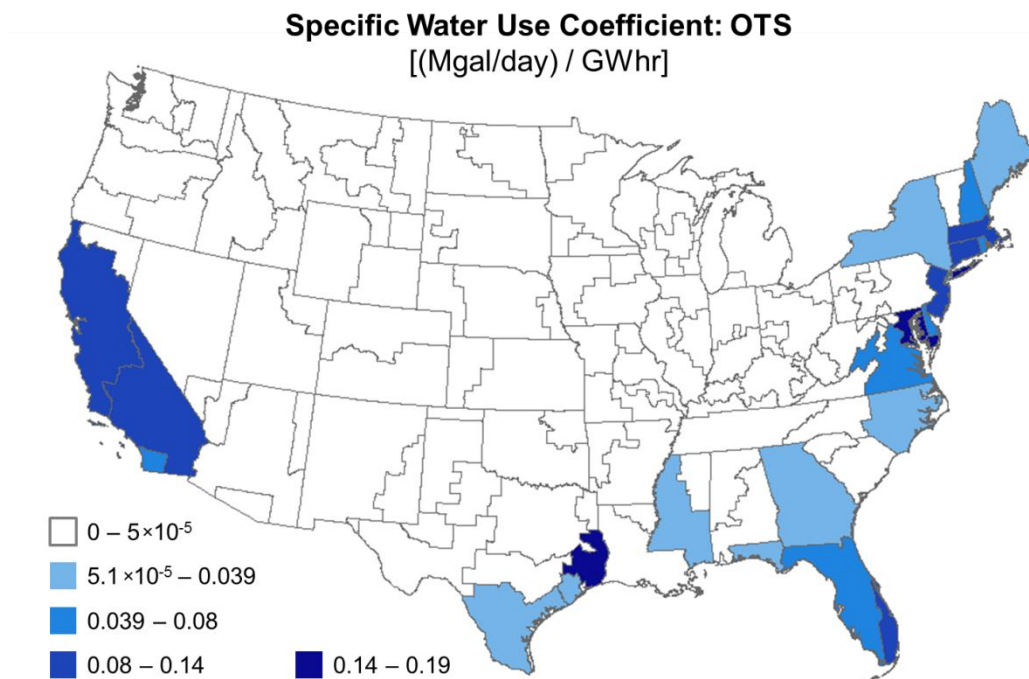 Specific Water Use Coefficient: OTS
[(Mgal/day) / GWhr]
0 – 5×10⁻⁵
5.1×10⁻⁵ – 0.039
0.039 – 0.08
0.08 – 0.14
0.14 – 0.19